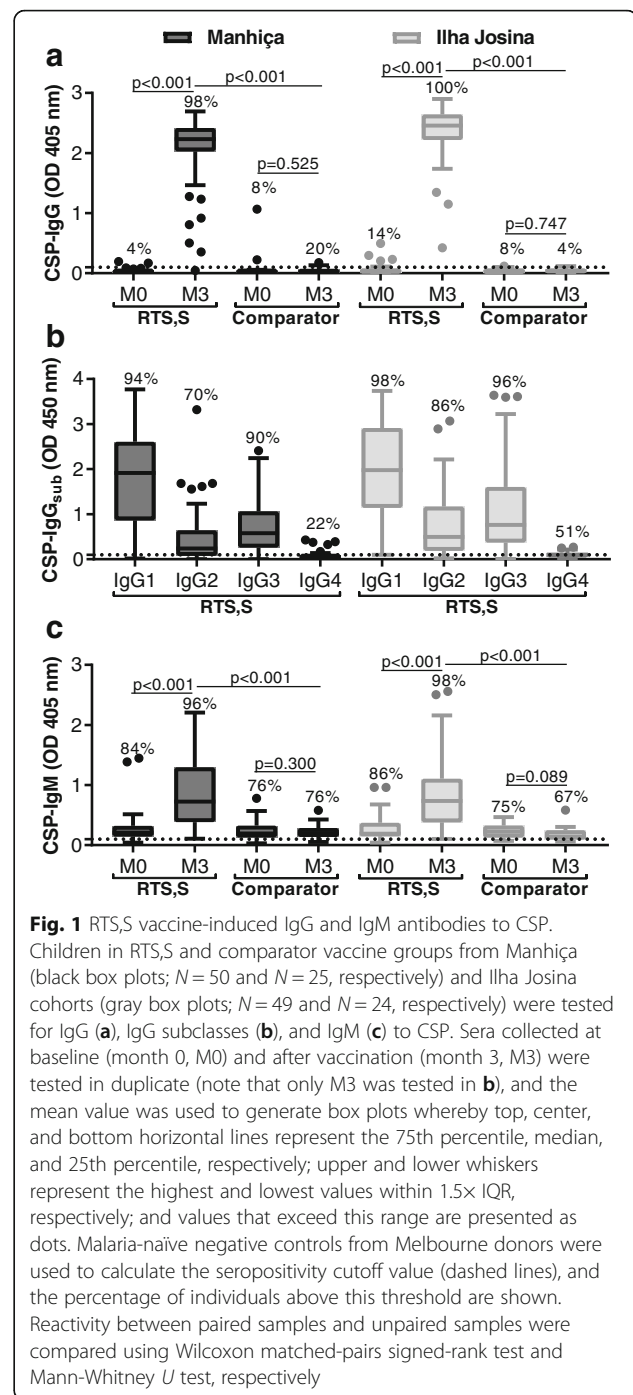 Manhiça Ilha Josina
a
p<0.001 p<0.001 p<0.001 p<0.001
98% 100%
p=0.525 p=0.747
4% 8% 20% 14% 8% 4%
CSP-IgG (OD 405 nm)
3
2
1
0
M0 M3 M0 M3 M0 M3 M0 M3
RTS,S Comparator RTS,S Comparator
b
94% 70% 90% 22% 98% 86% 96% 51%
CSP-IgGsub (OD 450 nm)
4
3
2
1
0
IgG1 IgG2 IgG3 IgG4 IgG1 IgG2 IgG3 IgG4
RTS,S RTS,S
c
p<0.001 p<0.001 p<0.001 p<0.001
96% 98%
p=0.300 p=0.089
84% 76% 76% 86% 75% 67%
CSP-IgM (OD 405 nm)
3
2
1
0
M0 M3 M0 M3 M0 M3 M0 M3
RTS,S Comparator RTS,S Comparator
Fig. 1 RTS,S vaccine-induced IgG and IgM antibodies to CSP.
Children in RTS,S and comparator vaccine groups from Manhiça
(black box plots; N = 50 and N = 25, respectively) and Ilha Josina
cohorts (gray box plots; N = 49 and N = 24, respectively) were tested
for IgG (a), IgG subclasses (b), and IgM (c) to CSP. Sera collected at
baseline (month 0, M0) and after vaccination (month 3, M3) were
tested in duplicate (note that only M3 was tested in b), and the
mean value was used to generate box plots whereby top, center,
and bottom horizontal lines represent the 75th percentile, median,
and 25th percentile, respectively; upper and lower whiskers
represent the highest and lowest values within 1.5× IQR,
respectively; and values that exceed this range are presented as
dots. Malaria-naïve negative controls from Melbourne donors were
used to calculate the seropositivity cutoff value (dashed lines), and
the percentage of individuals above this threshold are shown.
Reactivity between paired samples and unpaired samples were
compared using Wilcoxon matched-pairs signed-rank test and
Mann-Whitney U test, respectively